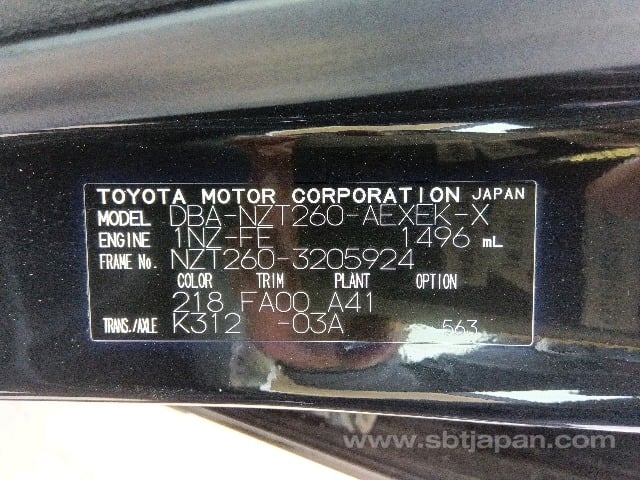 TOYOTA MOTOR CORPORATION JAPAN
MODEL DBA-NZT260-AEXEK-X
ENGINE 1NZ-FE 1496 mL
FRAME No. NZT260-3205924
COLOR TRIM PLANT OPTION
218 FA00 A41
TRANS./AXLE K312 -03A 563
www.sbtjapan.com